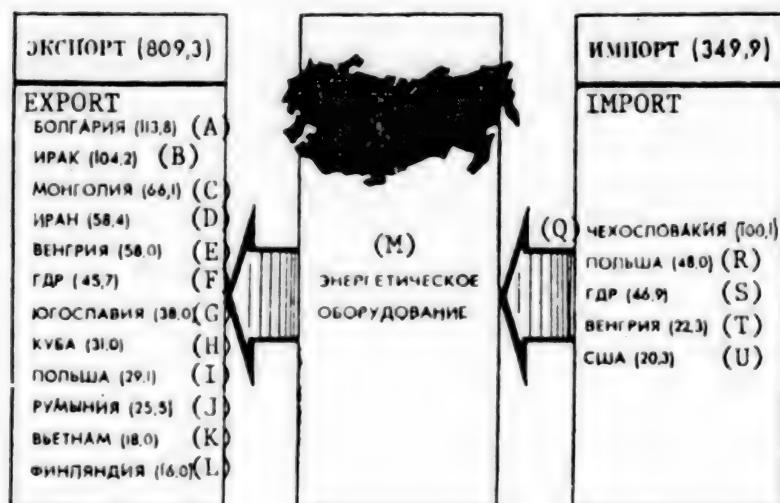 ЭКСПОРТ (809,3)
EXPORT
БОЛГАРИЯ (113,8) (A)
ИРАК (104,2) (B)
МОНГОЛИЯ (66,1) (C)
ИРАН (58,4) (D)
ВЕНГРИЯ (58,0) (E)
ГДР (45,7) (F)
ЮГОСЛАВИЯ (38,0) (G)
КУБА (31,0) (H)
ПОЛЬША (29,1) (I)
РУМЫНИЯ (25,5) (J)
ВЬЕТНАМ (18,0) (K)
ФИНЛЯНДИЯ (16,0) (L)
(M)
ЭНЕРГЕТИЧЕСКОЕ
ОБОРУДОВАНИЕ
ИМПОРТ (349,9)
IMPORT
(Q) ЧЕХОСЛОВАКИЯ (100,1)
ПОЛЬША (48,0) (R)
ГДР (46,9) (S)
ВЕНГРИЯ (22,3) (T)
США (20,3) (U)